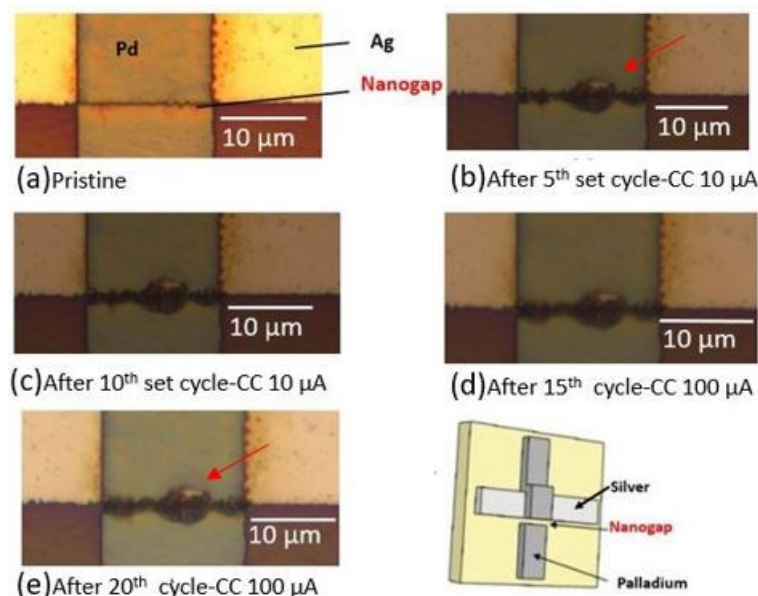 Pd
Ag
Nanogap
10 µm
10 µm
(a)Pristine
(b)After 5th set cycle-CC 10 µA
10 µm
10 µm
(c)After 10th set cycle-CC 10 µA
(d)After 15th cycle-CC 100 µA
10 µm
Silver
Nanogap
Palladium
(e)After 20th cycle-CC 100 µA